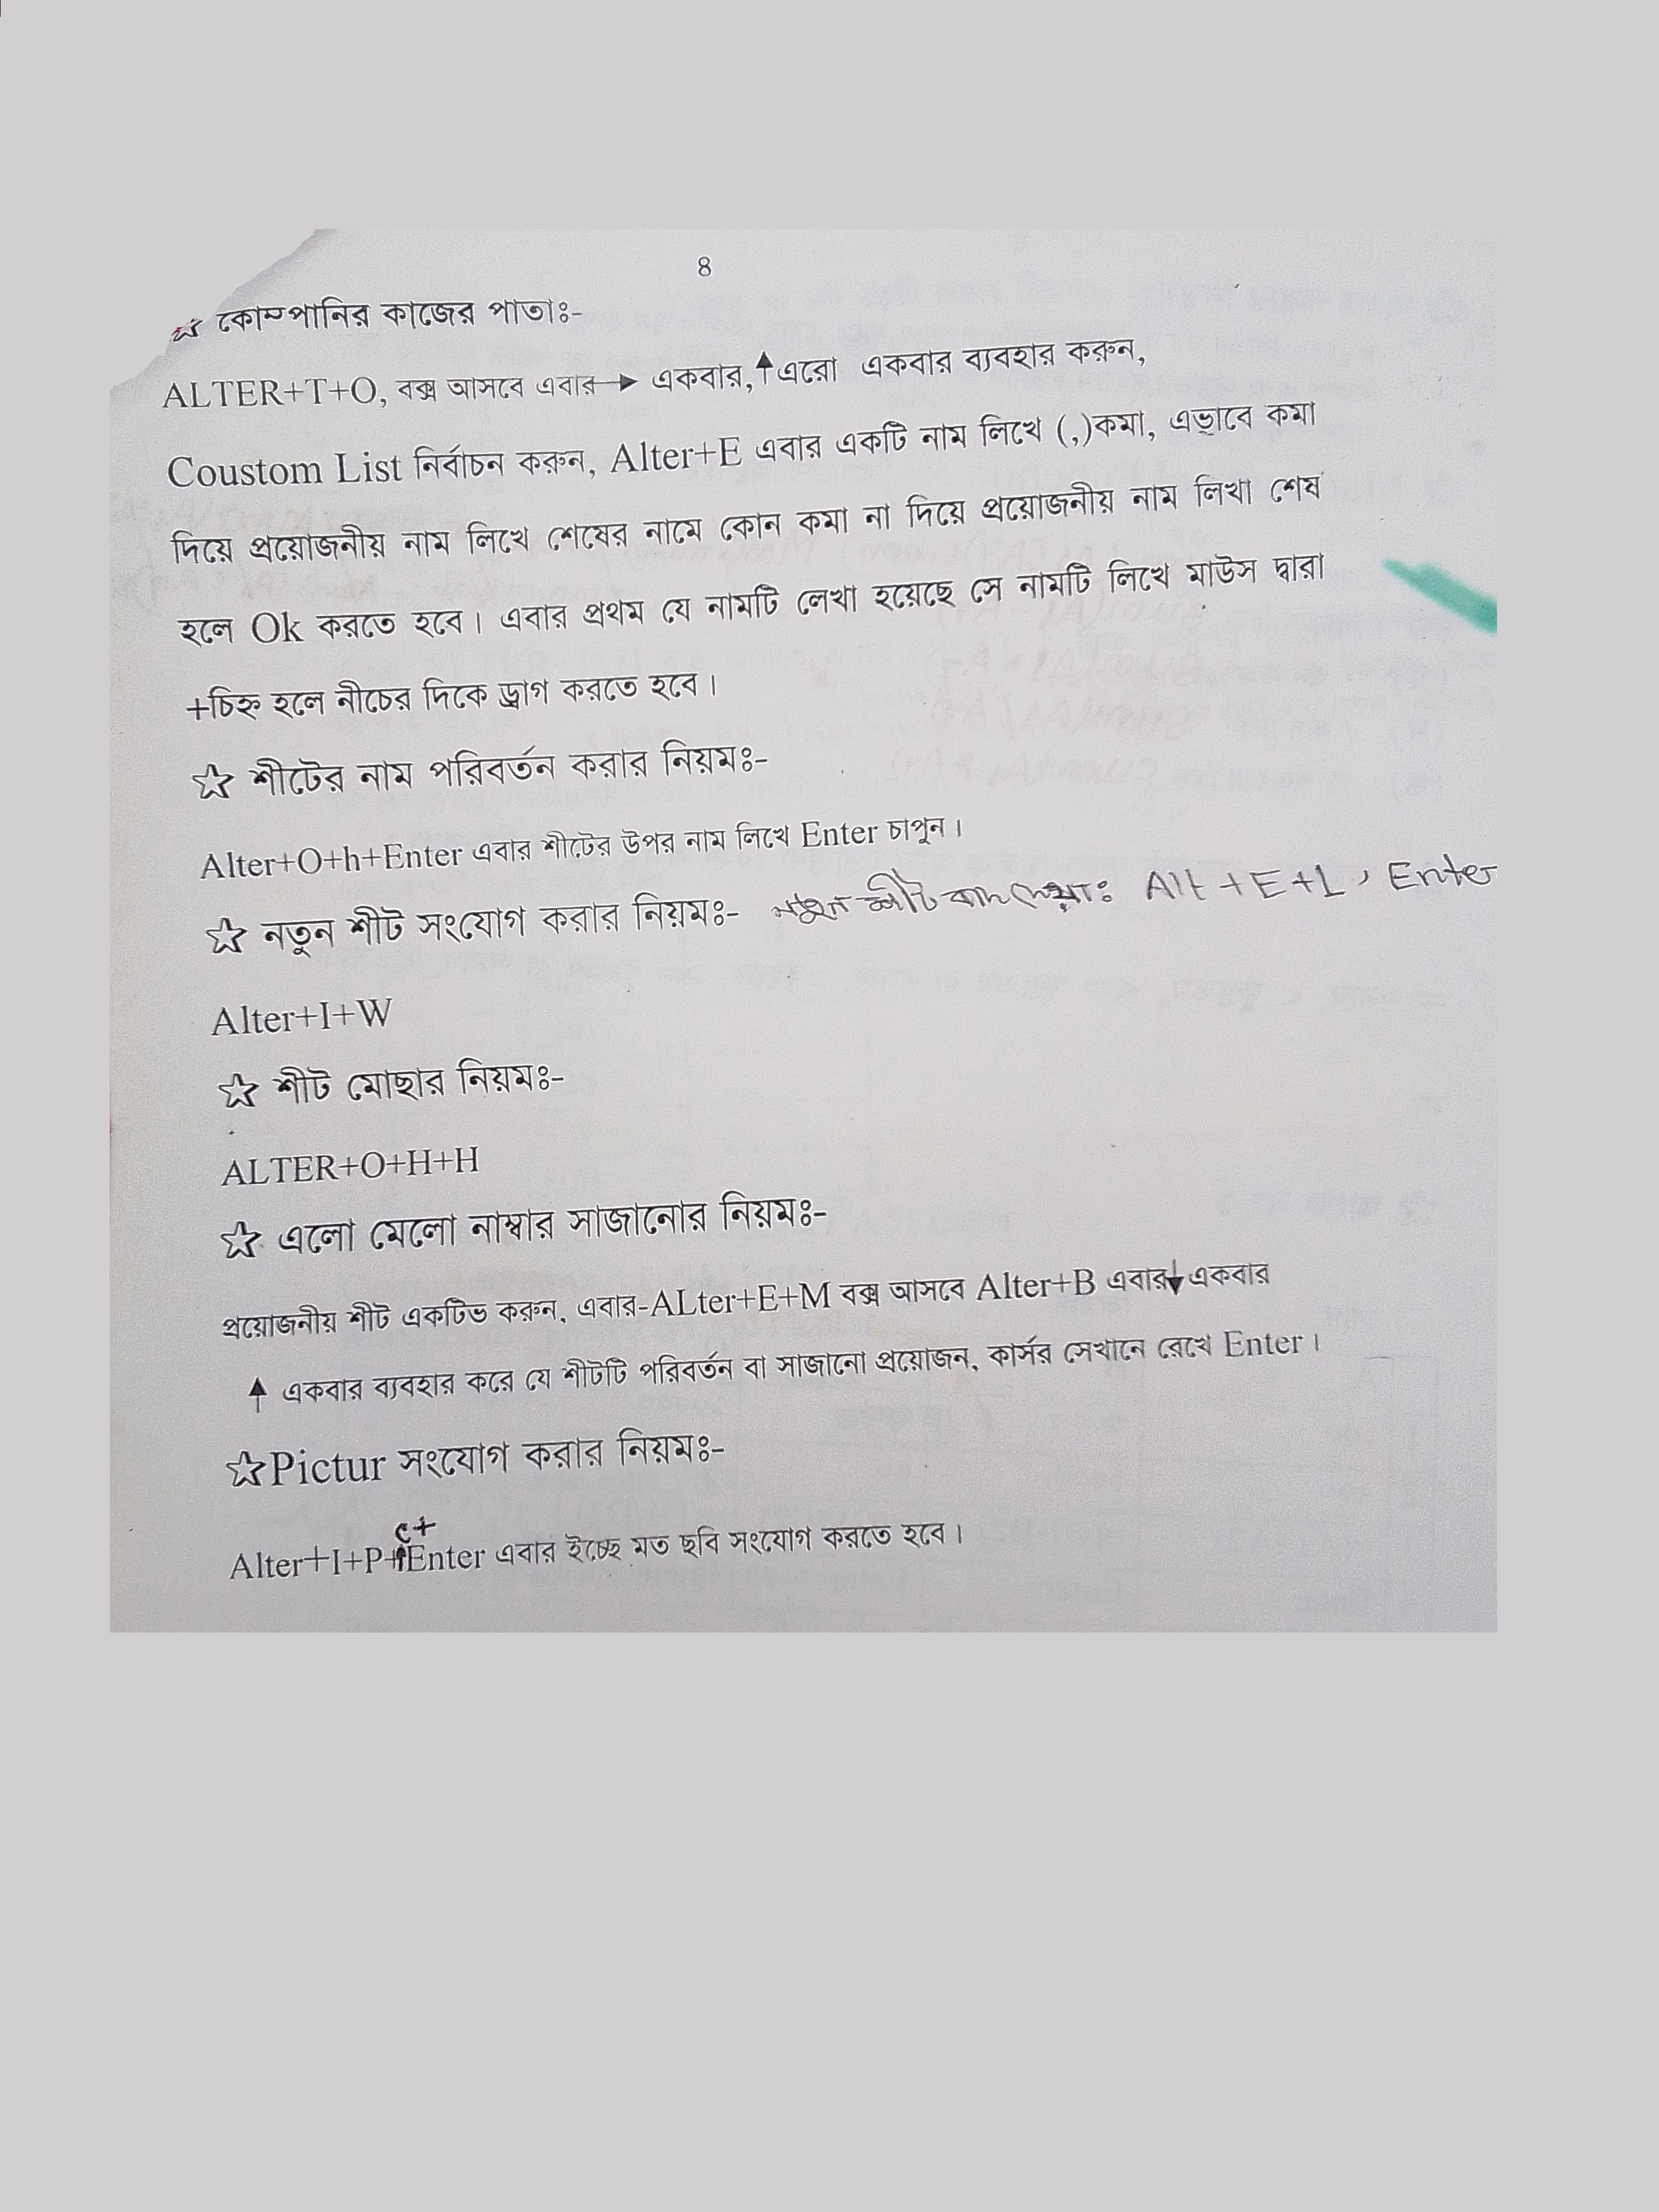 8
☆ কোম্পানির কাজের পাতাঃ-
ALTER+T+O, বক্স আসবে এবার→ একবার,↑এরো একবার ব্যবহার করুন,
Coustom List নির্বাচন করুন, Alter+E এবার একটি নাম লিখে (,)কমা, এভাবে কমা
দিয়ে প্রয়োজনীয় নাম লিখে শেষের নামে কোন কমা না দিয়ে প্রয়োজনীয় নাম লিখা শেষ
হলে Ok করতে হবে। এবার প্রথম যে নামটি লেখা হয়েছে সে নামটি লিখে মাউস দ্বারা
+চিহ্ন হলে নীচের দিকে ড্রাগ করতে হবে।
☆ শীটের নাম পরিবর্তন করার নিয়মঃ-
Alter+O+h+Enter এবার শীটের উপর নাম লিখে Enter চাপুন।
☆ নতুন শীট সংযোগ করার নিয়মঃ- নতুন শীট বাদ দেয়াঃ Alt+E+L, Enter
Alter+I+W
☆ শীট মোছার নিয়মঃ-
ALTER+O+H+H
☆ এলো মেলো নাম্বার সাজানোর নিয়মঃ-
প্রয়োজনীয় শীট একটিভ করুন, এবার-ALter+E+M বক্স আসবে Alter+B এবার↓একবার
↑ একবার ব্যবহার করে যে শীটটি পরিবর্তন বা সাজানো প্রয়োজন, কার্সর সেখানে রেখে Enter।
☆Pictur সংযোগ করার নিয়মঃ-
c+
Alter+I+P+Enter এবার ইচ্ছে মত ছবি সংযোগ করতে হবে।